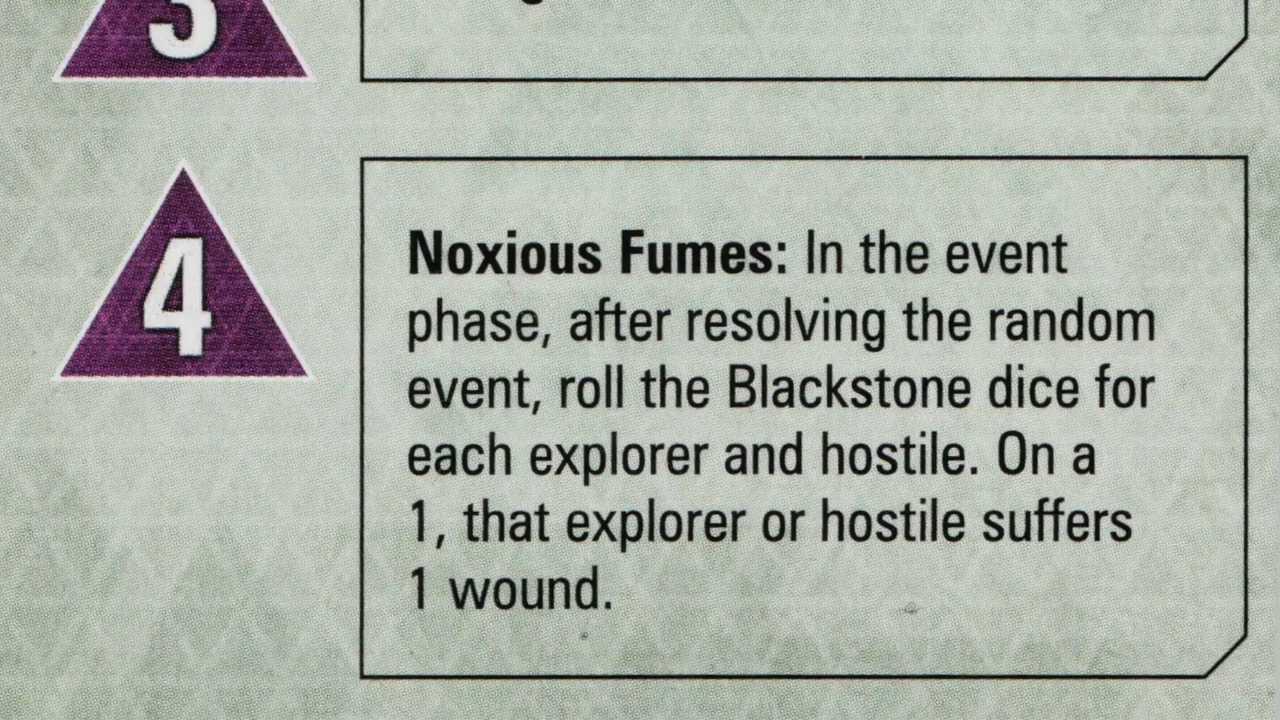 3
4
Noxious Fumes: In the event
phase, after resolving the random
event, roll the Blackstone dice for
each explorer and hostile. On a
1, that explorer or hostile suffers
1 wound.